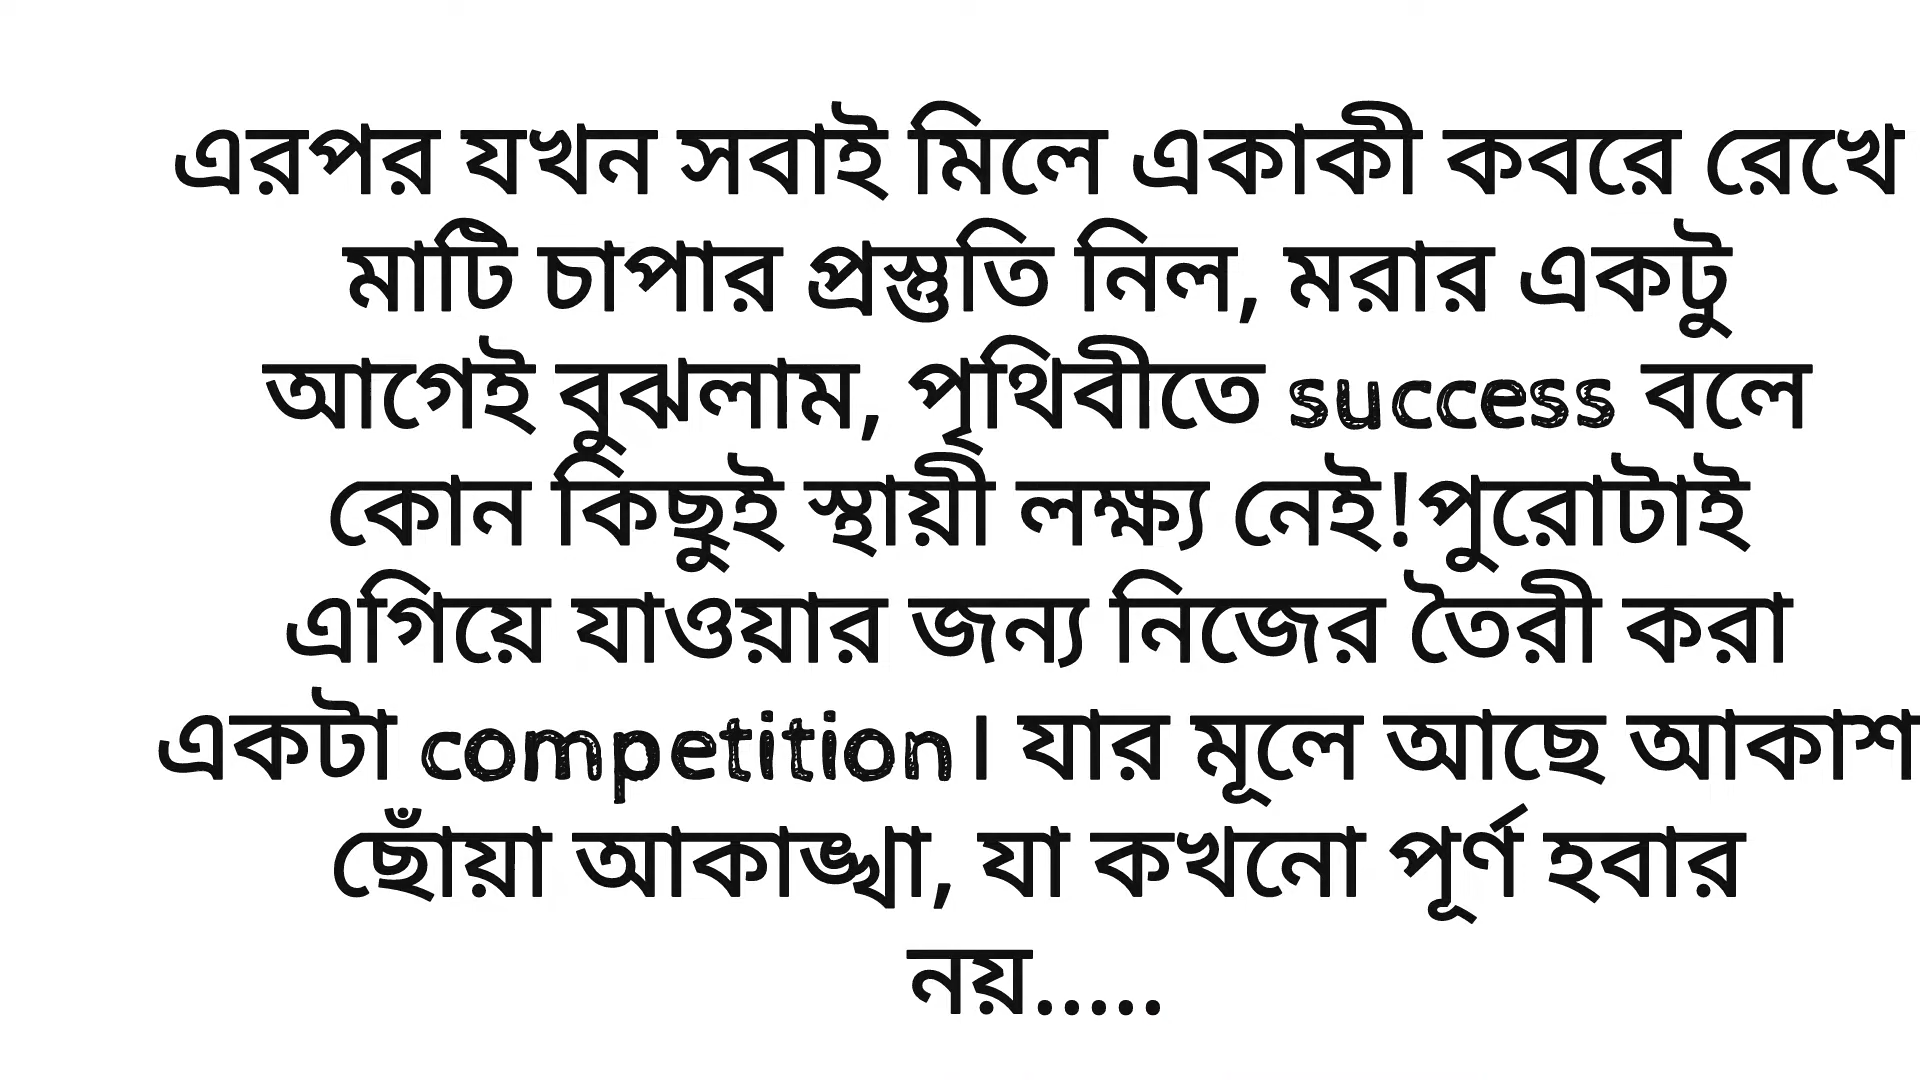 এরপর যখন সবাই মিলে একাকী কবরে রেখে
মাটি চাপার প্রস্তুতি নিল, মরার একটু
আগেই বুঝলাম, পৃথিবীতে success বলে
কোন কিছুই স্থায়ী লক্ষ্য নেই!পুরোটাই
এগিয়ে যাওয়ার জন্য নিজের তৈরী করা
একটা competition। যার মূলে আছে আকাশ
ছোঁয়া আকাঙ্খা, যা কখনো পূর্ণ হবার
নয়.....